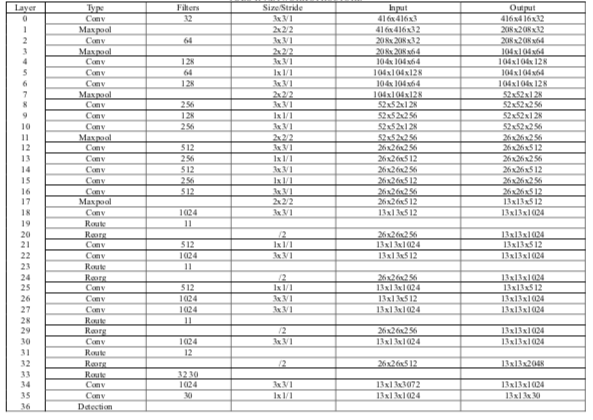 Layer Type Filters Size/Stride Input Output
0 Conv 32 3x3/1 416x416x3 416x416x32
1 Maxpool 2x2/2 416x416x32 208x208x32
2 Conv 64 3x3/1 208x208x32 208x208x64
3 Maxpool 2x2/2 208x208x64 104x104x64
4 Conv 128 3x3/1 104x104x64 104x104x128
5 Conv 64 1x1/1 104x104x128 104x104x64
6 Conv 128 3x3/1 104x104x64 104x104x128
7 Maxpool 2x2/2 104x104x128 52x52x128
8 Conv 256 3x3/1 52x52x128 52x52x256
9 Conv 128 1x1/1 52x52x256 52x52x128
10 Conv 256 3x3/1 52x52x128 52x52x256
11 Maxpool 2x2/2 52x52x256 26x26x256
12 Conv 512 3x3/1 26x26x256 26x26x512
13 Conv 256 1x1/1 26x26x512 26x26x256
14 Conv 512 3x3/1 26x26x256 26x26x512
15 Conv 256 1x1/1 26x26x512 26x26x256
16 Conv 512 3x3/1 26x26x256 26x26x512
17 Maxpool 2x2/2 26x26x512 13x13x512
18 Conv 1024 3x3/1 13x13x512 13x13x1024
19 Route 11
20 Reorg /2 26x26x256 13x13x1024
21 Conv 512 1x1/1 13x13x1024 13x13x512
22 Conv 1024 3x3/1 13x13x512 13x13x1024
23 Route 11
24 Reorg /2 26x26x256 13x13x1024
25 Conv 512 1x1/1 13x13x1024 13x13x512
26 Conv 1024 3x3/1 13x13x512 13x13x1024
27 Conv 1024 3x3/1 13x13x1024 13x13x1024
28 Route 11
29 Reorg /2 26x26x256 13x13x1024
30 Conv 1024 3x3/1 13x13x1024 13x13x1024
31 Route 12
32 Reorg /2 26x26x512 13x13x2048
33 Route 3230
34 Conv 1024 3x3/1 13x13x3072 13x13x1024
35 Conv 30 1x1/1 13x13x1024 13x13x30
36 Detection